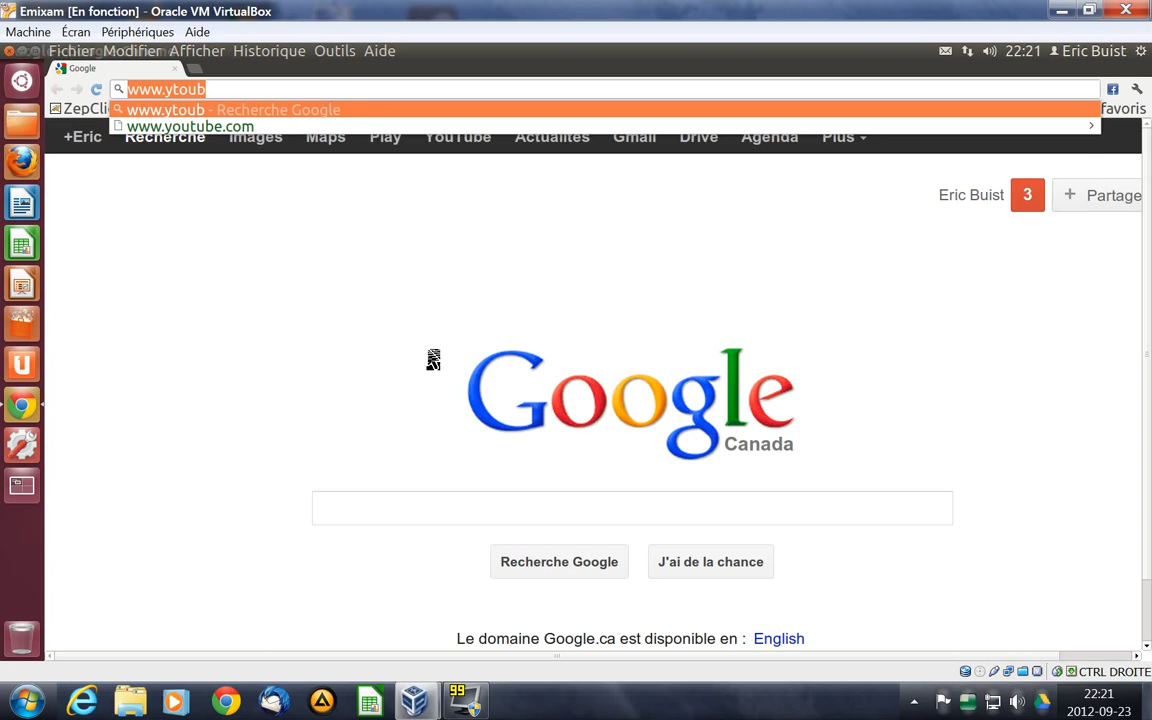 Emixam [En fonction] - Oracle VM VirtualBox
Machine Écran Périphériques Aide
Fichier Modifier Afficher Historique Outils Aide 22:21 Eric Buist
Google
www.ytoub
www.ytoub - Recherche Google
www.youtube.com
ZepCli favoris
+Eric Recherche Images Maps Play YouTube Actualités Gmail Drive Agenda Plus
Eric Buist 3 + Partage
Google
Canada
Recherche Google J'ai de la chance
Le domaine Google.ca est disponible en : English
CTRL DROITE
99
22:21
2012-09-23